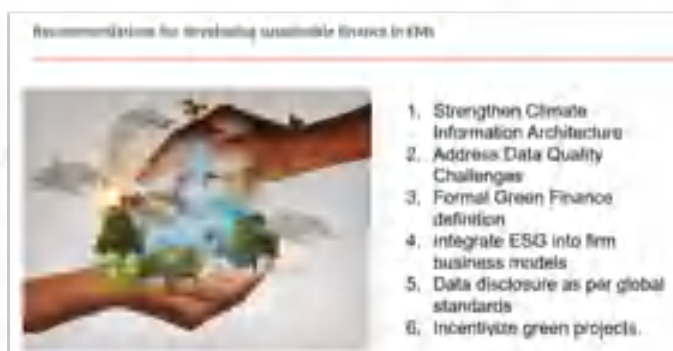 Recommendations for developing sustainable finance in EMs
1. Strengthen Climate
Information Architecture
2. Address Data Quality
Challenges
3. Formal Green Finance
definition
4. integrate ESG into firm
business models
5. Data disclosure as per global
standards
6. Incentivize green projects.